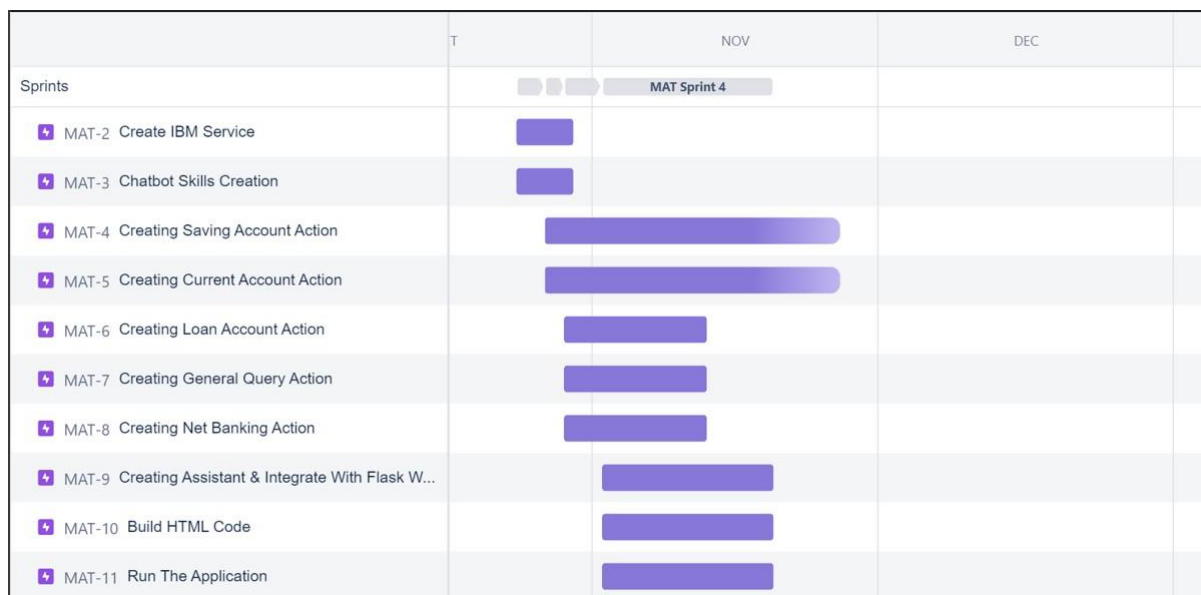 T NOV DEC
Sprints MAT Sprint 4
MAT-2 Create IBM Service
MAT-3 Chatbot Skills Creation
MAT-4 Creating Saving Account Action
MAT-5 Creating Current Account Action
MAT-6 Creating Loan Account Action
MAT-7 Creating General Query Action
MAT-8 Creating Net Banking Action
MAT-9 Creating Assistant & Integrate With Flask W...
MAT-10 Build HTML Code
MAT-11 Run The Application